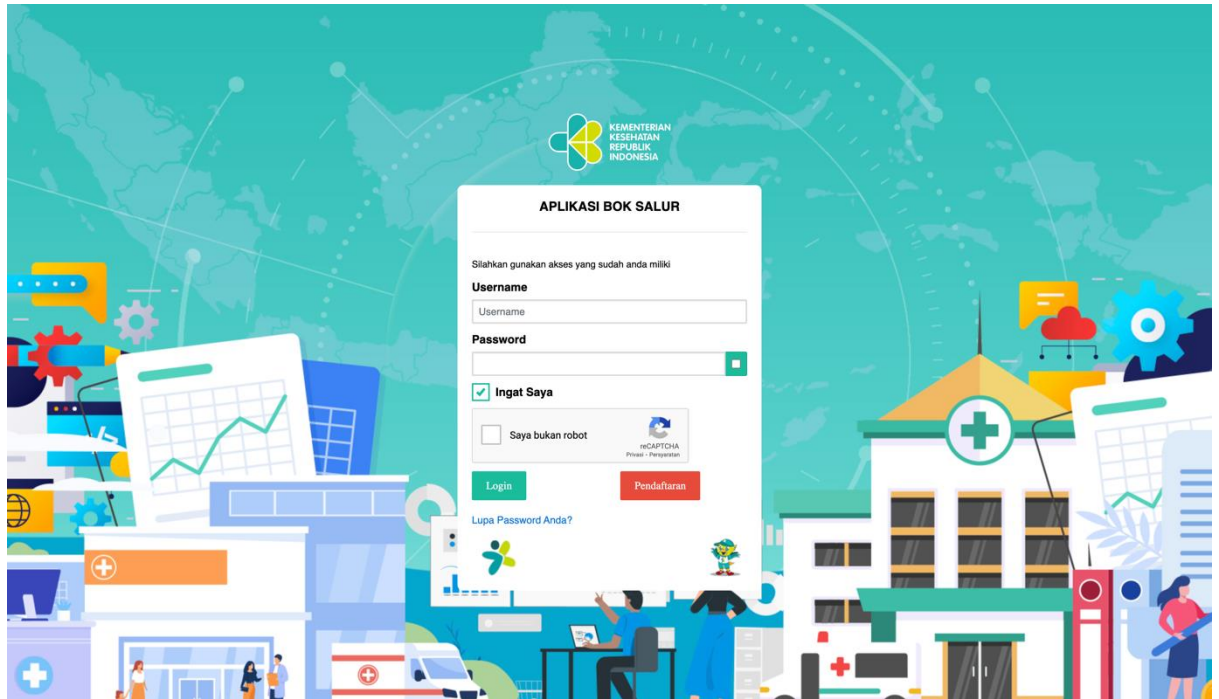 KEMENTERIAN
KESEHATAN
REPUBLIK
INDONESIA
APLIKASI BOK SALUR
Silahkan gunakan akses yang sudah anda miliki
Username
Username
Password
Ingat Saya
Saya bukan robot
reCAPTCHA
Privasi - Persyaratan
Login
Pendaftaran
Lupa Password Anda?